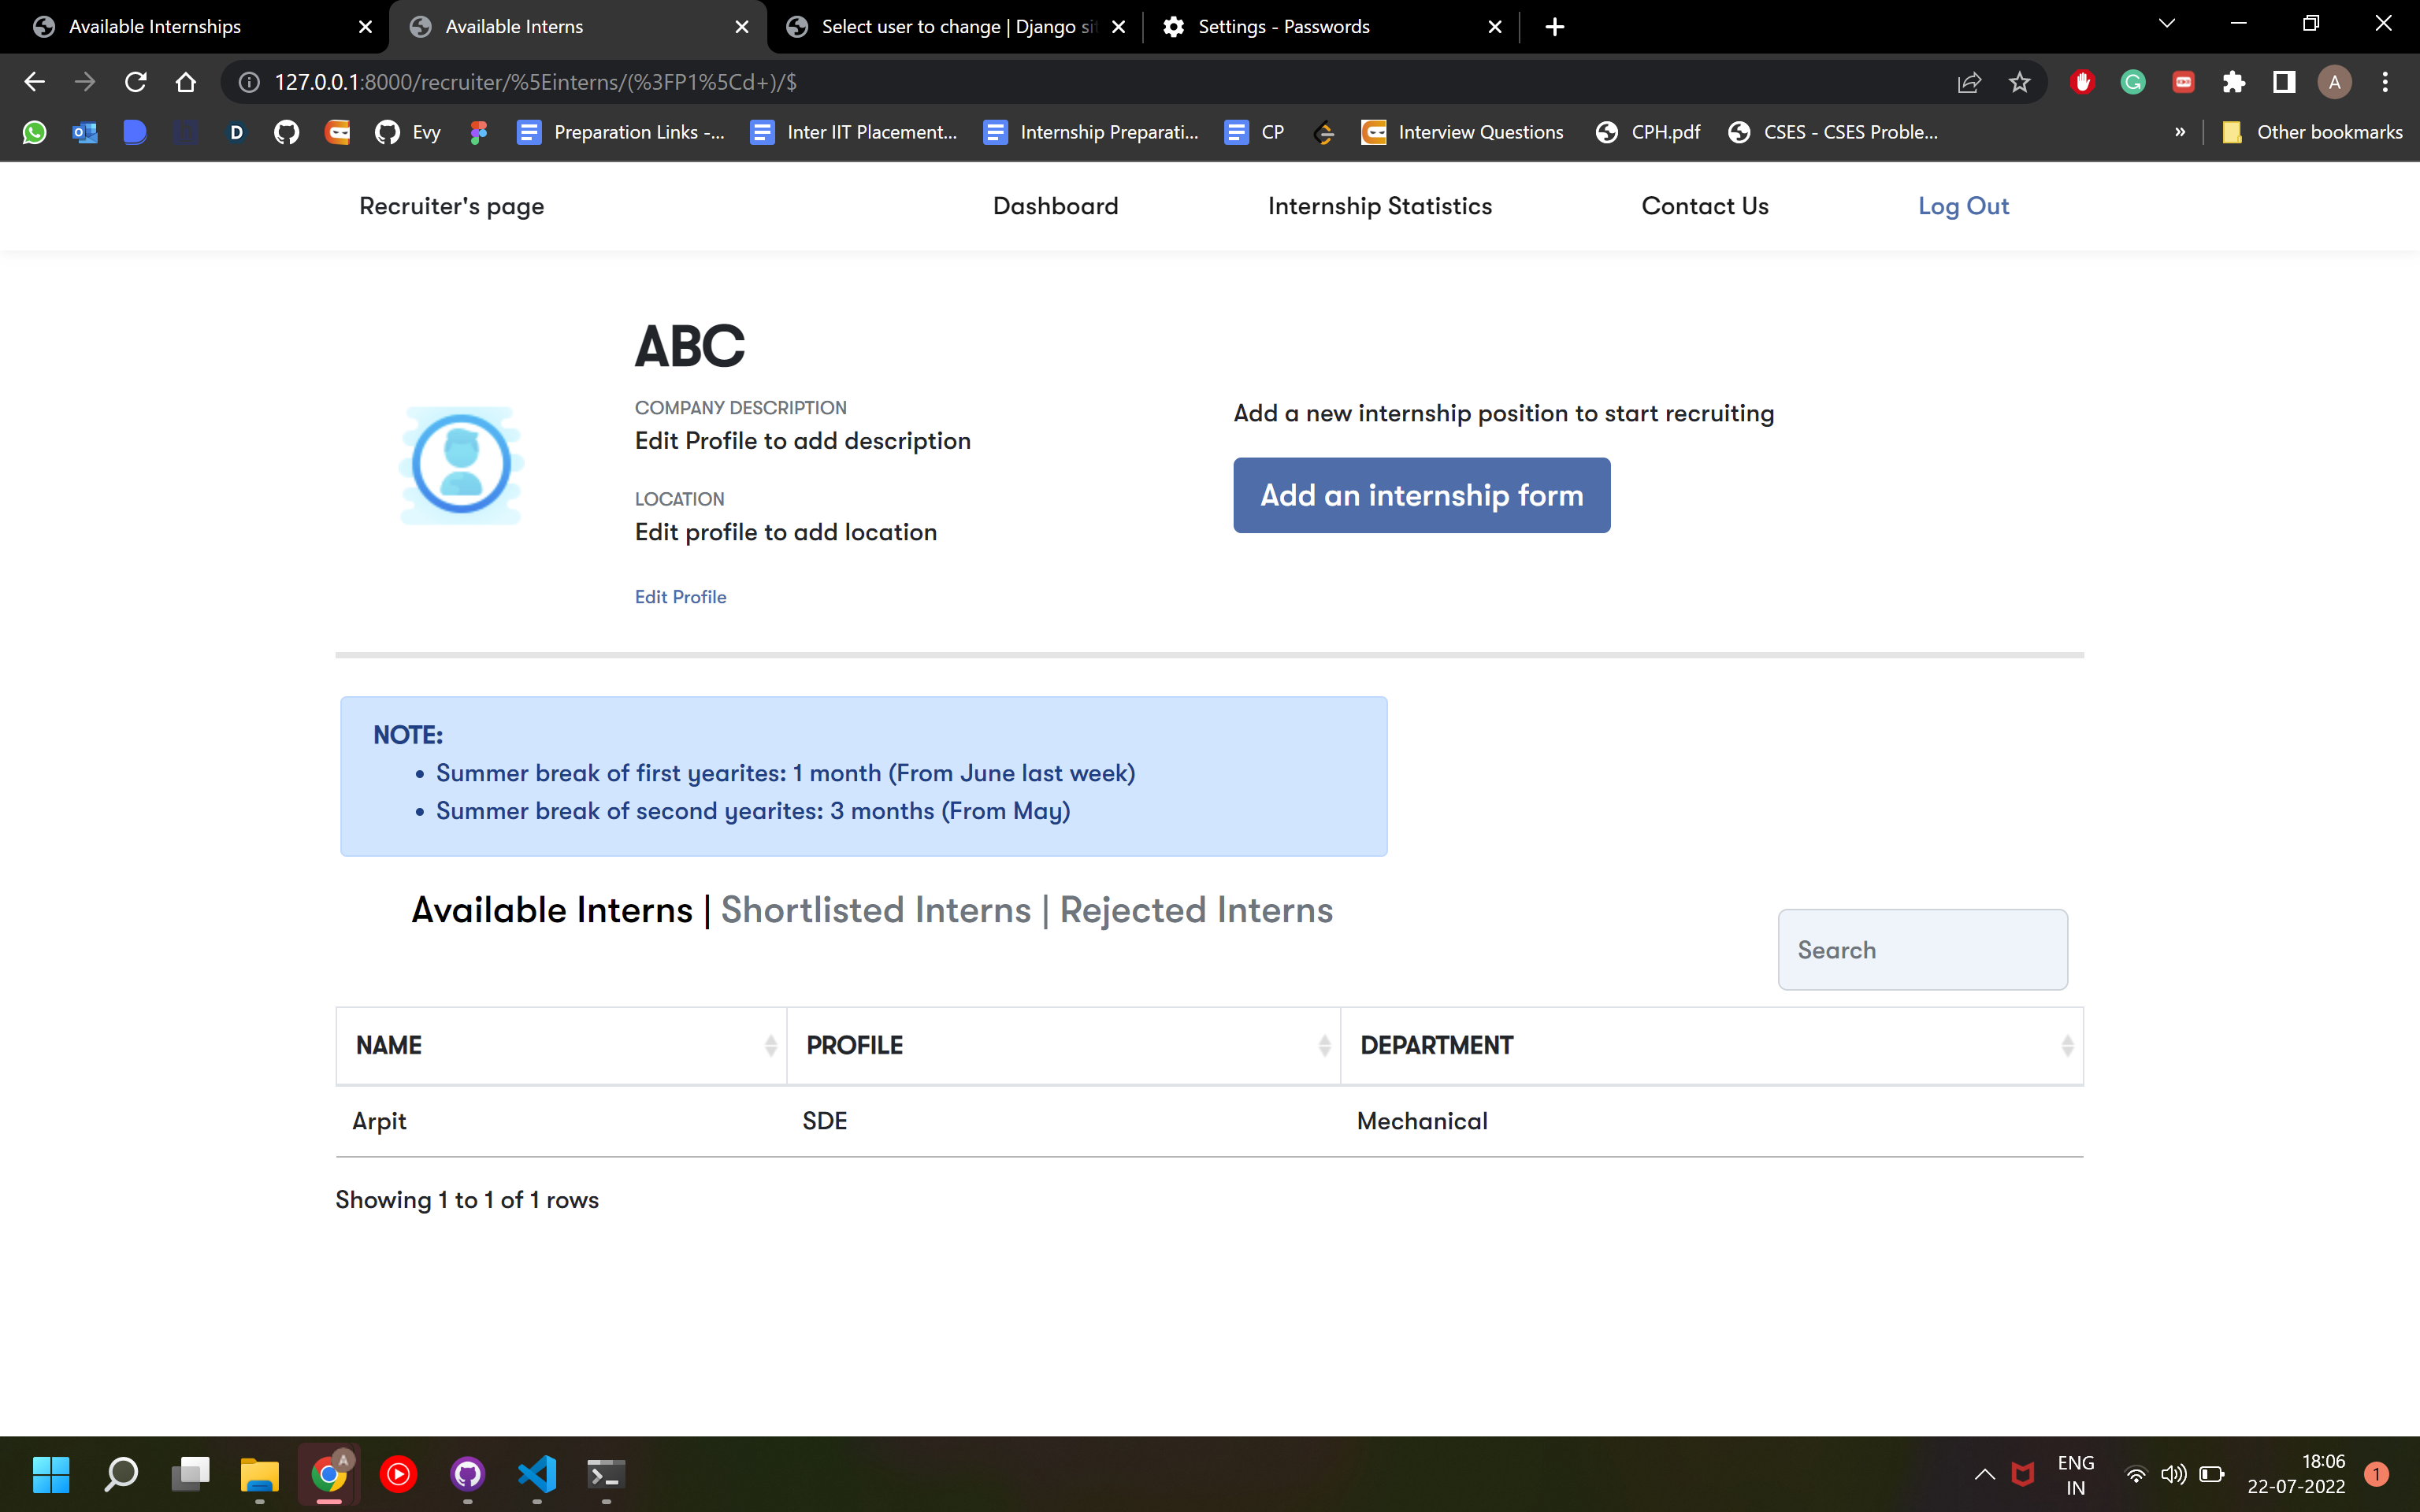 Available Internships
Available Interns
Select user to change | Django si
Settings - Passwords
127.0.0.1:8000/recruiter/%5Einterns/(%3FP1%5Cd+)/$
A
D
Evy
Preparation Links -...
Inter IIT Placement...
Internship Preparati...
CP
Interview Questions
CPH.pdf
CSES - CSES Proble...
»
Other bookmarks
Recruiter's page
Dashboard
Internship Statistics
Contact Us
Log Out
ABC
COMPANY DESCRIPTION
Edit Profile to add description
LOCATION
Edit profile to add location
Edit Profile
Add a new internship position to start recruiting
Add an internship form
NOTE:
• Summer break of first yearites: 1 month (From June last week)
• Summer break of second yearites: 3 months (From May)
Available Interns | Shortlisted Interns | Rejected Interns
Search
NAME PROFILE DEPARTMENT
Arpit SDE Mechanical
Showing 1 to 1 of 1 rows
A
ENG
IN
18:06
22-07-2022
1